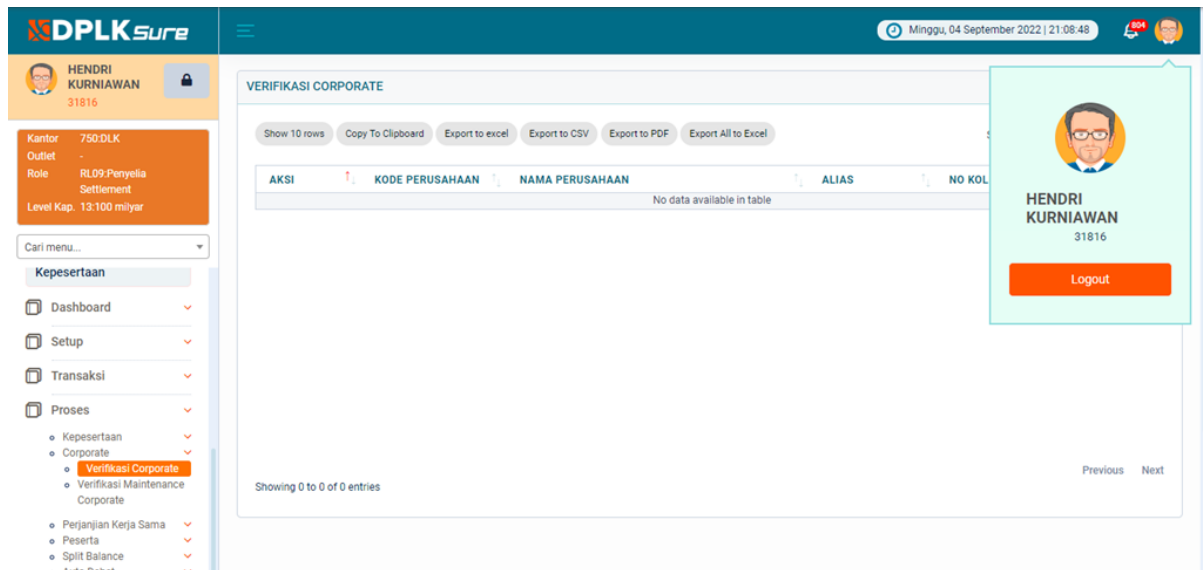 DPLKSure
Minggu, 04 September 2022 | 21:08:48
804
HENDRI
KURNIAWAN
31816
Kantor 750:DLK
Outlet -
Role RL09:Penyelia
Settlement
Level Kap. 13:100 milyar
Cari menu...
Kepesertaan
Dashboard
Setup
Transaksi
Proses
Kepesertaan
Corporate
Verifikasi Corporate
Verifikasi Maintenance
Corporate
Perjanjian Kerja Sama
Peserta
Split Balance
VERIFIKASI CORPORATE
Show 10 rows Copy To Clipboard Export to excel Export to CSV Export to PDF Export All to Excel
AKSI KODE PERUSAHAAN NAMA PERUSAHAAN ALIAS NO KOL
No data available in table
Showing 0 to 0 of 0 entries
Previous Next
HENDRI
KURNIAWAN
31816
Logout